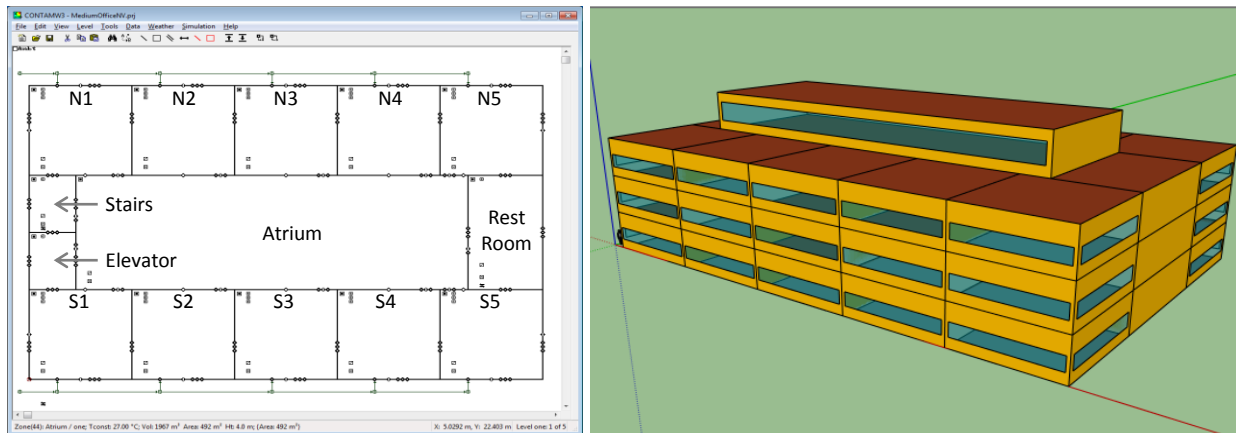 CONTAMW3 - MediumOfficeNV.prj
File Edit View Level Tools Data Weather Simulation Help
N1 N2 N3 N4 N5
Stairs
Atrium
Rest
Room
Elevator
S1 S2 S3 S4 S5
Zone(44): Atrium / one; Tconst: 27.00 °C; Vol: 1967 m³ Area: 492 m² Ht: 4.0 m; (Area: 492 m²) X: 5.0292 m, Y: 22.403 m Level one: 1 of 5